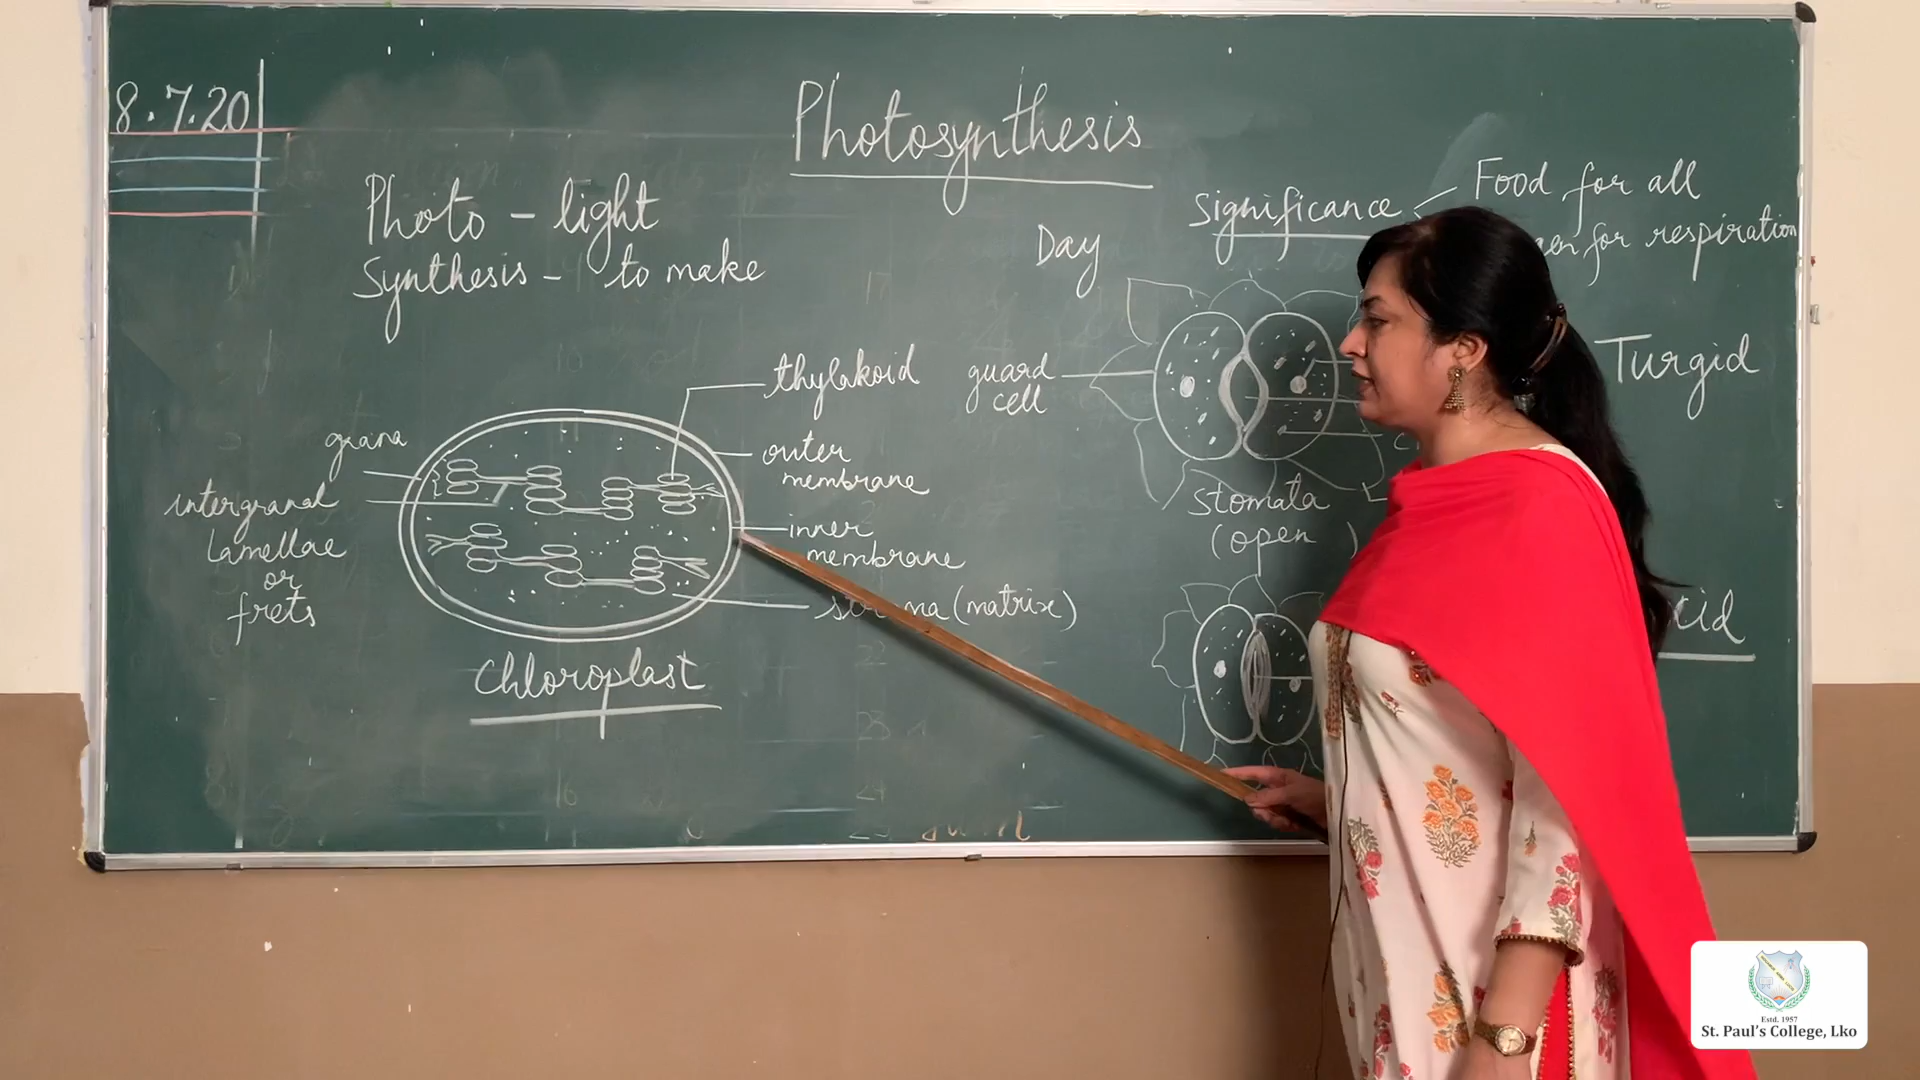 8.7.20
Photosynthesis
Photo - light
Synthesis - to make
Significance
Food for all
for respiration
Day
thylakoid
guard
cell
Turgid
grana
outer
membrane
intergranal
lamellae
or
frets
inner
membrane
Stomata
(open)
(matrix)
Chloroplast
Estd. 1957
St. Paul's College, Lko